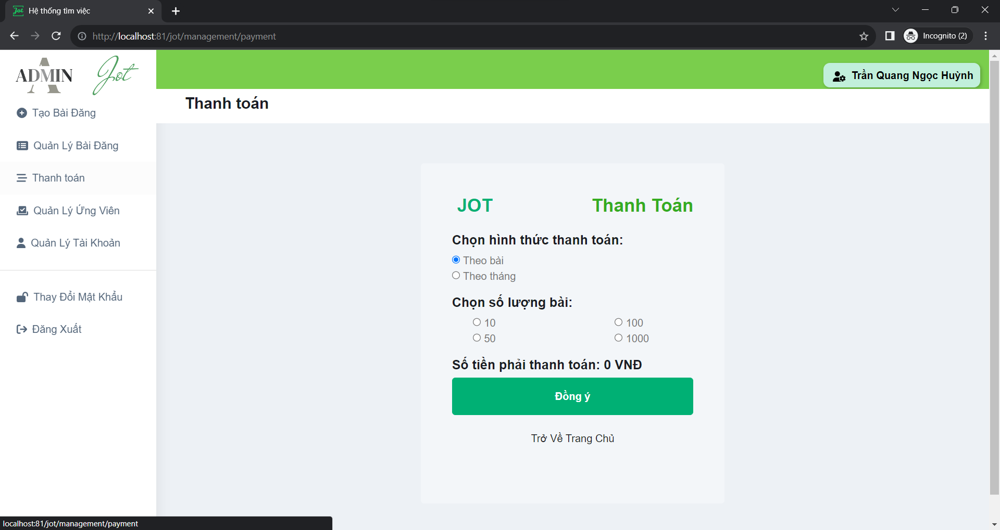 Hệ thống tìm việc
http://localhost:81/jot/management/payment
Incognito (2)
ADMIN
Jot
Trần Quang Ngọc Huỳnh
Thanh toán
Tạo Bài Đăng
Quản Lý Bài Đăng
Thanh toán
Quản Lý Ứng Viên
Quản Lý Tài Khoản
Thay Đổi Mật Khẩu
Đăng Xuất
JOT
Thanh Toán
Chọn hình thức thanh toán:
Theo bài
Theo tháng
Chọn số lượng bài:
10
100
50
1000
Số tiền phải thanh toán: 0 VNĐ
Đồng ý
Trở Về Trang Chủ
localhost:81/jot/management/payment